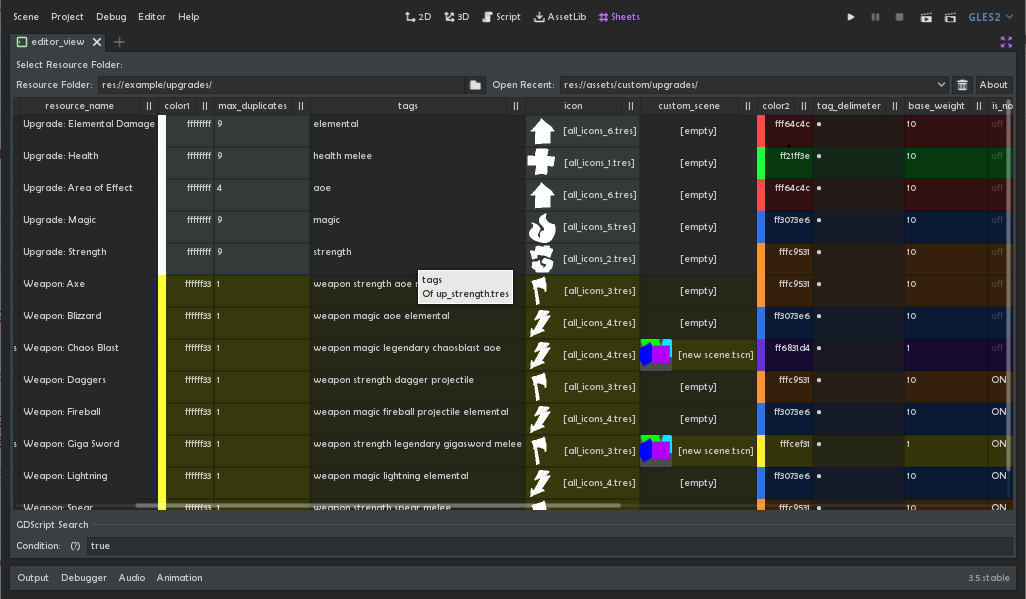 Scene Project Debug Editor Help 2D 3D Script AssetLib Sheets GLES2
editor_view
Select Resource Folder:
Resource Folder: res://example/upgrades/ Open Recent: res://assets/custom/upgrades/ About
resource_name color1 max_duplicates tags icon custom_scene color2 tag_delimeter base_weight is_no
Upgrade: Elemental Damage ffffffff 9 elemental [all_icons_6.tres] [empty] fff64c4c 10 off
Upgrade: Health ffffffff 9 health melee [all_icons_1.tres] [empty] ff21ff3e 10 off
Upgrade: Area of Effect ffffffff 4 aoe [all_icons_6.tres] [empty] fff64c4c 10 off
Upgrade: Magic ffffffff 9 magic [all_icons_5.tres] [empty] ff3073e6 10 off
Upgrade: Strength ffffffff 9 strength [all_icons_2.tres] [empty] fffc9531 10 off
Weapon: Axe ffffff33 1 weapon strength aoe [all_icons_3.tres] [empty] fffc9531 10 off
tags
Of up_strength.tres
Weapon: Blizzard ffffff33 1 weapon magic aoe elemental [all_icons_4.tres] [empty] ff3073e6 10 off
s Weapon: Chaos Blast ffffff33 1 weapon magic legendary chaosblast aoe [all_icons_4.tres] [new scene.tscn] ff6831d4 1 off
Weapon: Daggers ffffff33 1 weapon strength dagger projectile [all_icons_3.tres] [empty] fffc9531 10 ON
Weapon: Fireball ffffff33 1 weapon magic fireball projectile elemental [all_icons_4.tres] [empty] ff3073e6 10 ON
s Weapon: Giga Sword ffffff33 1 weapon strength legendary gigasword melee [all_icons_3.tres] [new scene.tscn] fffcef31 1 ON
Weapon: Lightning ffffff33 1 weapon magic lightning elemental [all_icons_4.tres] [empty] ff3073e6 10 ON
Weapon: Spear ffffff33 1 weapon strength spear melee [all_icons_3.tres] [empty] fffc9531 10 ON
GDScript Search
Condition: (?) true
Output Debugger Audio Animation 3.5.stable